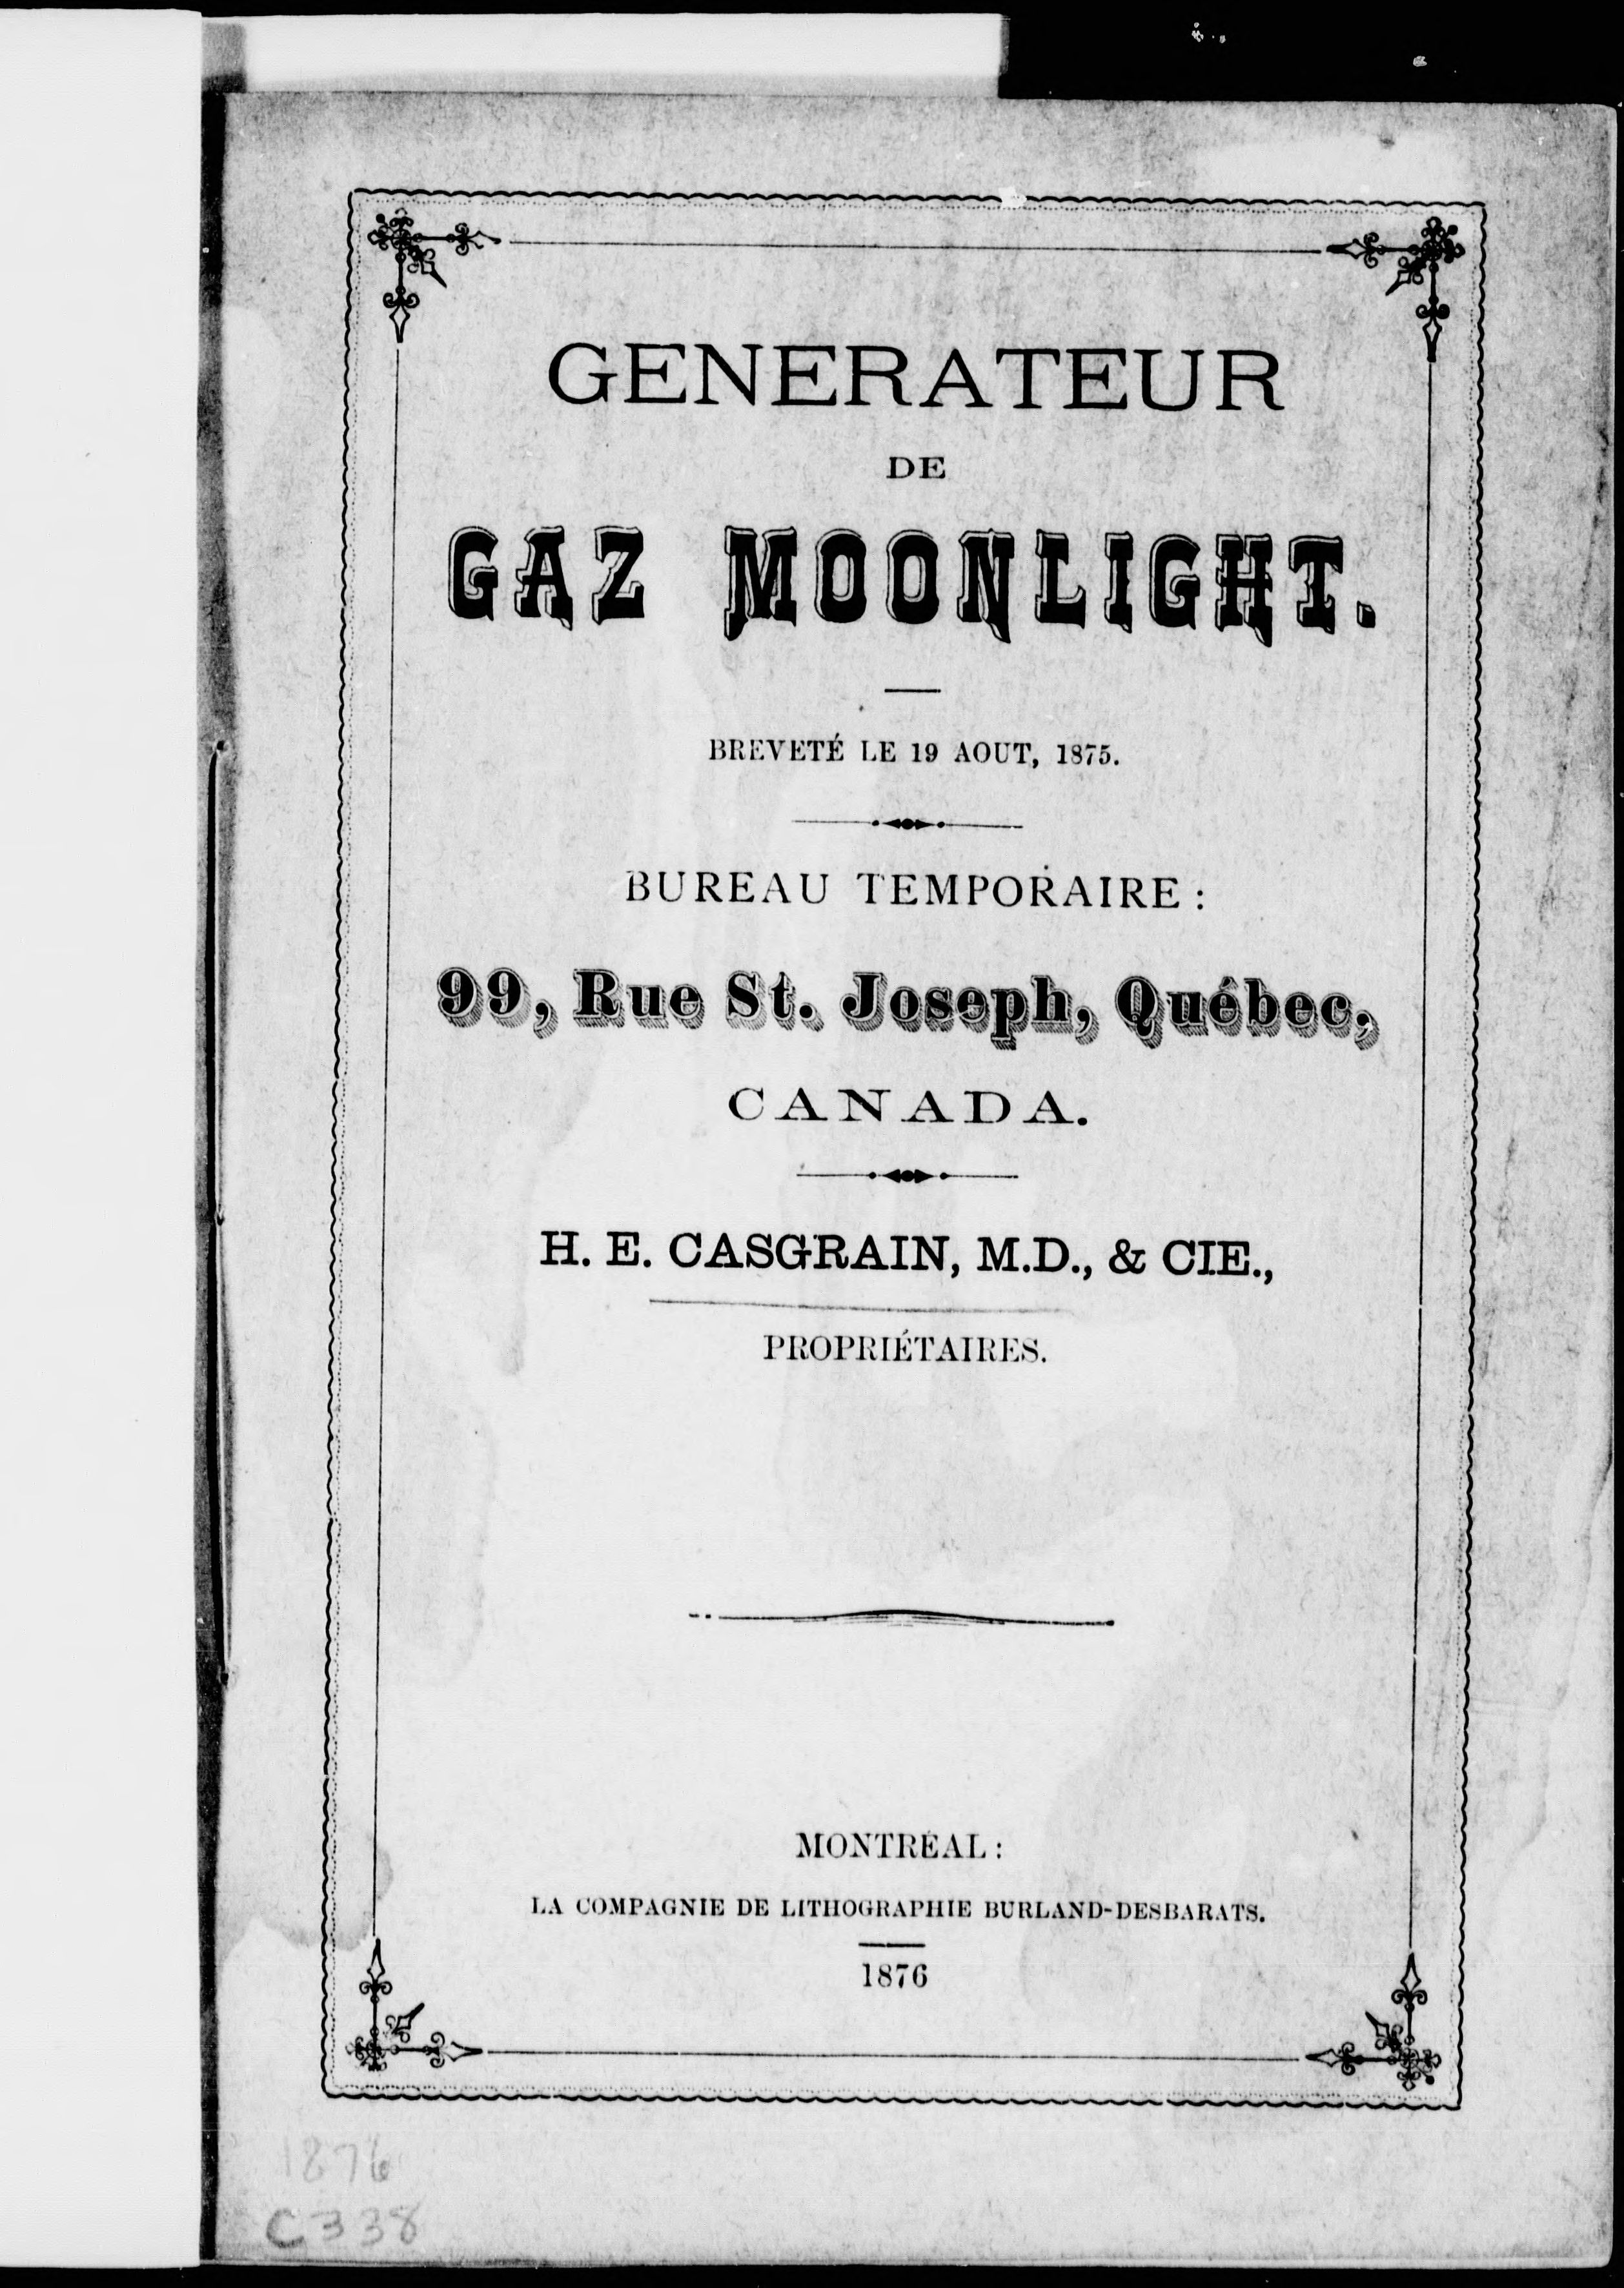 GENERATEUR
DE
GAZ MOONLIGHT.
BREVETÉ LE 19 AOUT, 1875.
BUREAU TEMPORAIRE :
99, Rue St. Joseph, Québec,
CANADA.
H. E. CASGRAIN, M.D., & CIE.,
PROPRIÉTAIRES.
MONTRÉAL :
LA COMPAGNIE DE LITHOGRAPHIE BURLAND-DESBARATS.
1876
1876
C338